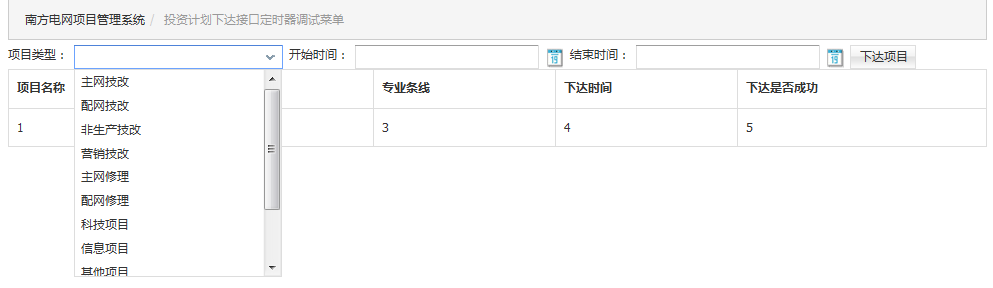 南方电网项目管理系统 / 投资计划下达接口定时器调试菜单
项目类型： 开始时间： 19 结束时间： 19 下达项目
项目名称 专业条线 下达时间 下达是否成功
1 3 4 5
主网技改
配网技改
非生产技改
营销技改
主网修理
配网修理
科技项目
信息项目
其他项目